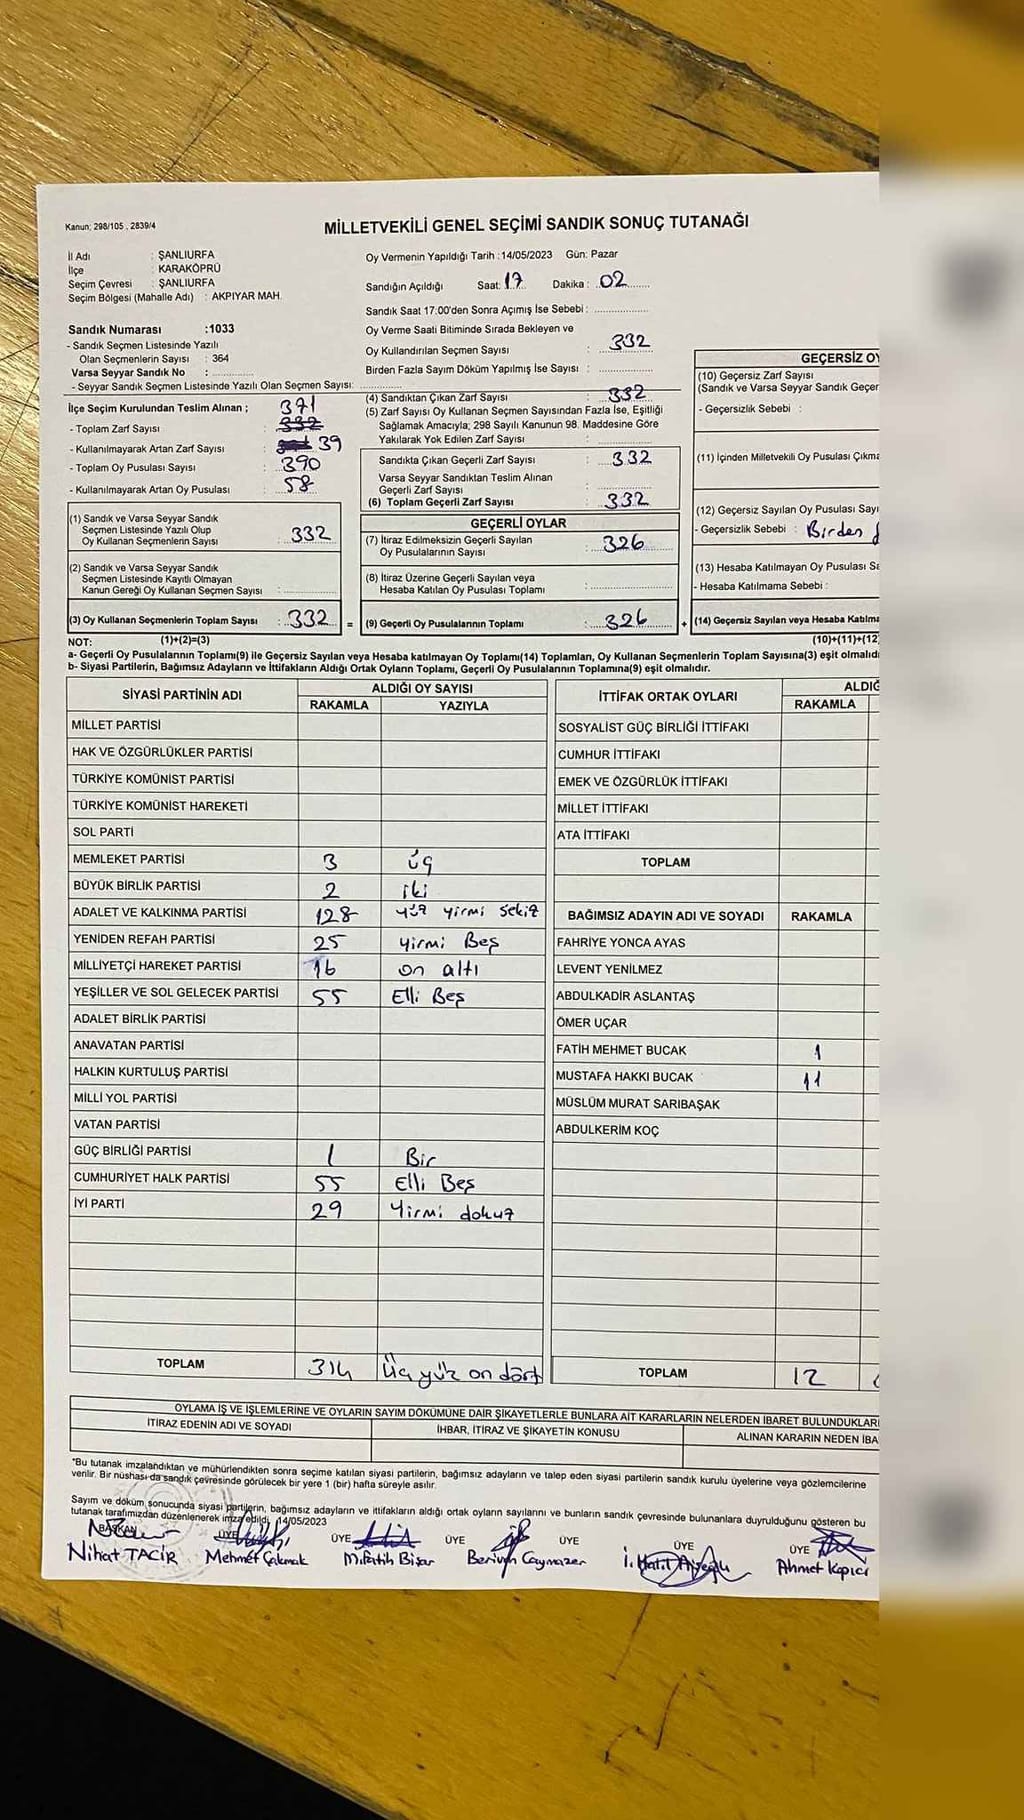 Kanun; 298/105 , 2839/4
MİLLETVEKİLİ GENEL SEÇİMİ SANDIK SONUÇ TUTANAĞI
İl Adı : ŞANLIURFA
İlçe : KARAKÖPRÜ
Seçim Çevresi : ŞANLIURFA
Seçim Bölgesi (Mahalle Adı) : AKPIYAR MAH.
Sandık Numarası :1033
- Sandık Seçmen Listesinde Yazılı
Olan Seçmenlerin Sayısı : 364
Varsa Seyyar Sandık No :
- Seyyar Sandık Seçmen Listesinde Yazılı Olan Seçmen Sayısı:
Oy Vermenin Yapıldığı Tarih :14/05/2023 Gün: Pazar
Sandığın Açıldığı Saat: 17 Dakika : 02
Sandık Saat 17:00'den Sonra Açımış İse Sebebi :
Oy Verme Saati Bitiminde Sırada Bekleyen ve
Oy Kullandırılan Seçmen Sayısı : 332
Birden Fazla Sayım Döküm Yapılmış İse Sayısı :
İlçe Seçim Kurulundan Teslim Alınan ; 371
- Toplam Zarf Sayısı : 332
- Kullanılmayarak Artan Zarf Sayısı : 39
- Toplam Oy Pusulası Sayısı : 390
- Kullanılmayarak Artan Oy Pusulası : 58
(4) Sandıktan Çıkan Zarf Sayısı : 332
(5) Zarf Sayısı Oy Kullanan Seçmen Sayısından Fazla İse, Eşitliği
Sağlamak Amacıyla; 298 Sayılı Kanunun 98. Maddesine Göre
Yakılarak Yok Edilen Zarf Sayısı :
Sandıkta Çıkan Geçerli Zarf Sayısı : 332
Varsa Seyyar Sandıktan Teslim Alınan
Geçerli Zarf Sayısı :
(6) Toplam Geçerli Zarf Sayısı : 332
GEÇERSİZ OY
(10) Geçersiz Zarf Sayısı
(Sandık ve Varsa Seyyar Sandık Geçer
- Geçersizlik Sebebi :
(11) İçinden Milletvekili Oy Pusulası Çıkma
(12) Geçersiz Sayılan Oy Pusulası Sayı
- Geçersizlik Sebebi : Birden
(13) Hesaba Katılmayan Oy Pusulası Sa
- Hesaba Katılmama Sebebi :
(14) Geçersiz Sayılan veya Hesaba Katılma
(10)+(11)+(12)
(1) Sandık ve Varsa Seyyar Sandık
Seçmen Listesinde Yazılı Olup
Oy Kullanan Seçmenlerin Sayısı : 332
(2) Sandık ve Varsa Seyyar Sandık
Seçmen Listesinde Kayıtlı Olmayan
Kanun Gereği Oy Kullanan Seçmen Sayısı :
(3) Oy Kullanan Seçmenlerin Toplam Sayısı : 332 =
GEÇERLİ OYLAR
(7) İtiraz Edilmeksizin Geçerli Sayılan
Oy Pusulalarının Sayısı : 326
(8) İtiraz Üzerine Geçerli Sayılan veya
Hesaba Katılan Oy Pusulası Toplamı :
(9) Geçerli Oy Pusulalarının Toplamı : 326 +
NOT: (1)+(2)=(3)
a- Geçerli Oy Pusulasının Toplamı(9) ile Geçersiz Sayılan veya Hesaba katılmayan Oy Toplamı(14) Toplamları, Oy Kullanan Seçmenlerin Toplam Sayısına(3) eşit olmalıdı
b- Siyasi Partilerin, Bağımsız Adayların ve İttifakların Aldığı Ortak Oyların Toplamı, Geçerli Oy Pusulasının Toplamına(9) eşit olmalıdır.
SİYASİ PARTİNİN ADI ALDIĞI OY SAYISI
RAKAMLA YAZIYLA
MİLLET PARTİSİ
HAK VE ÖZGÜRLÜKLER PARTİSİ
TÜRKİYE KOMÜNİST PARTİSİ
TÜRKİYE KOMÜNİST HAREKETİ
SOL PARTİ
MEMLEKET PARTİSİ 3 üç
BÜYÜK BİRLİK PARTİSİ 2 iki
ADALET VE KALKINMA PARTİSİ 128 yüz yirmi sekiz
YENİDEN REFAH PARTİSİ 25 yirmi Beş
MİLLİYETÇİ HAREKET PARTİSİ 16 on altı
YEŞİLLER VE SOL GELECEK PARTİSİ 55 Elli Beş
ADALET BİRLİK PARTİSİ
ANAVATAN PARTİSİ
HALKIN KURTULUŞ PARTİSİ
MİLLİ YOL PARTİSİ
VATAN PARTİSİ
GÜÇ BİRLİĞİ PARTİSİ 1 Bir
CUMHURİYET HALK PARTİSİ 55 Elli Beş
İYİ PARTİ 29 Yirmi dokuz
TOPLAM 314 Üç yüz on dört
İTTİFAK ORTAK OYLARI ALDIĞ
RAKAMLA
SOSYALİST GÜÇ BİRLİĞİ İTTİFAKI
CUMHUR İTTİFAKI
EMEK VE ÖZGÜRLÜK İTTİFAKI
MİLLET İTTİFAKI
ATA İTTİFAKI
TOPLAM
BAĞIMSIZ ADAYIN ADI VE SOYADI RAKAMLA
FAHRİYE YONCA AYAS
LEVENT YENİLMEZ
ABDULKADİR ASLANTAŞ
ÖMER UÇAR
FATİH MEHMET BUCAK 1
MUSTAFA HAKKI BUCAK 11
MÜSLÜM MURAT SARIBAŞAK
ABDULKERİM KOÇ
TOPLAM 12
OYLAMA İŞ VE İŞLEMLERİNE VE OYLARIN SAYIM DÖKÜMÜNE DAİR ŞİKAYETLERLE BUNLARA AİT KARARLARIN NELERDEN İBARET BULUNDUKLARI
İTİRAZ EDENİN ADI VE SOYADI İHBAR, İTİRAZ VE ŞİKAYETİN KONUSU ALINAN KARARIN NEDEN İBA
"Bu tutanak imzalandıktan ve mühürlendikten sonra seçime katılan siyasi partilerin, bağımsız adayların ve talep eden siyasi partilerin sandık kurulu üyelerine veya gözlemcilerine
verilir. Bir nüshası da sandık çevresinde görülecek bir yere 1 (bir) hafta süreyle asılır.
Sayım ve döküm sonucunda siyasi partilerin, bağımsız adayların ve ittifakların aldığı ortak oyların sayılarını ve bunların sandık çevresinde bulunanlara duyrulduğunu gösteren bu
tutanak tarafımızdan düzenlenerek imza edildi. 14/05/2023
BAŞKAN ÜYE ÜYE ÜYE ÜYE ÜYE ÜYE
Nihat TACİR Mehmet Çakmak M.Fatih Berivan Caymazer İ. Halil Ahmet Kapıcı